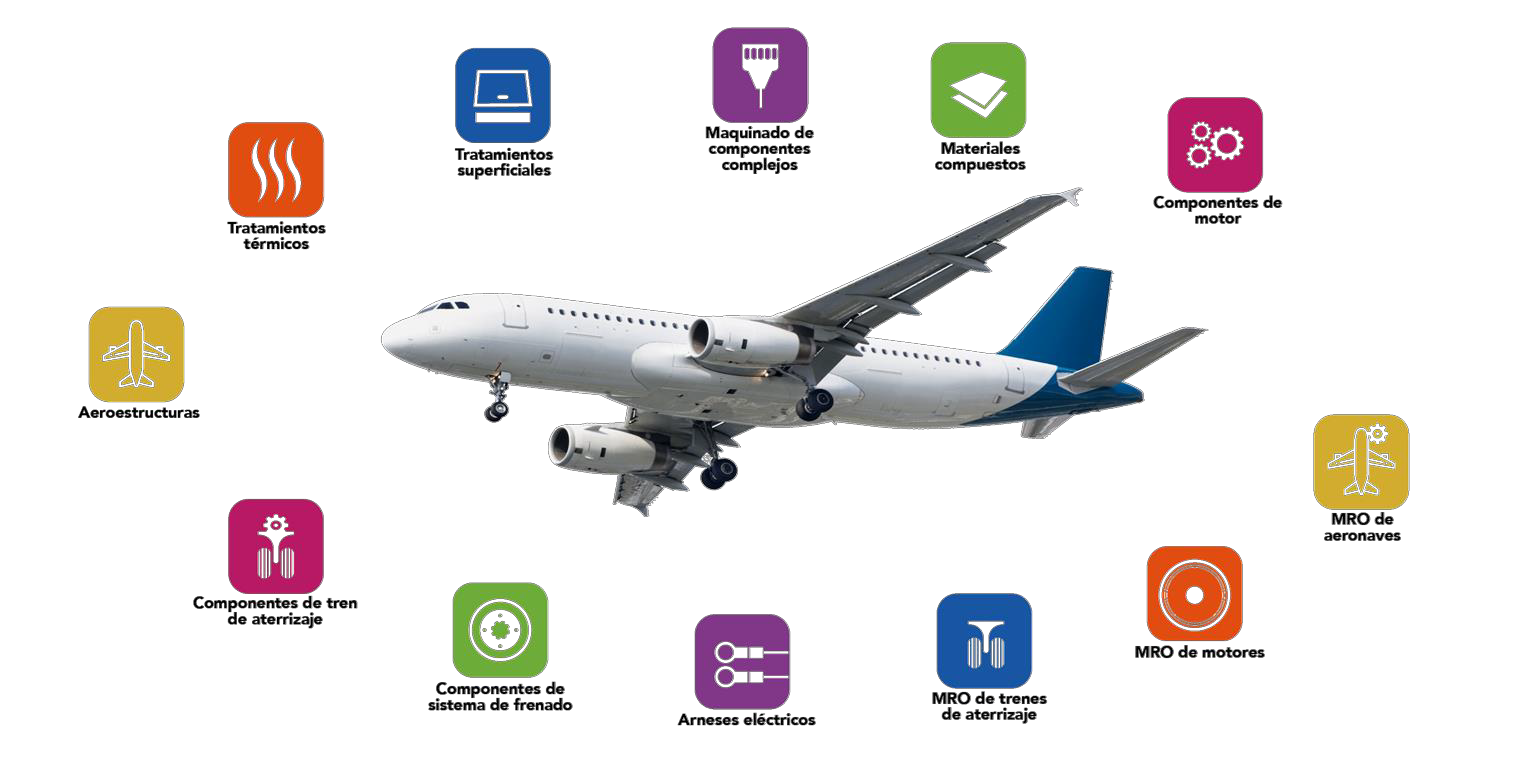 Tratamientos
superficiales
Maquinado de
componentes
complejos
Materiales
compuestos
Componentes de
motor
Tratamientos
térmicos
Aeroestructuras
MRO de
aeronaves
Componentes de tren
de aterrizaje
Componentes de
sistema de frenado
Arneses eléctricos
MRO de trenes
de aterrizaje
MRO de motores